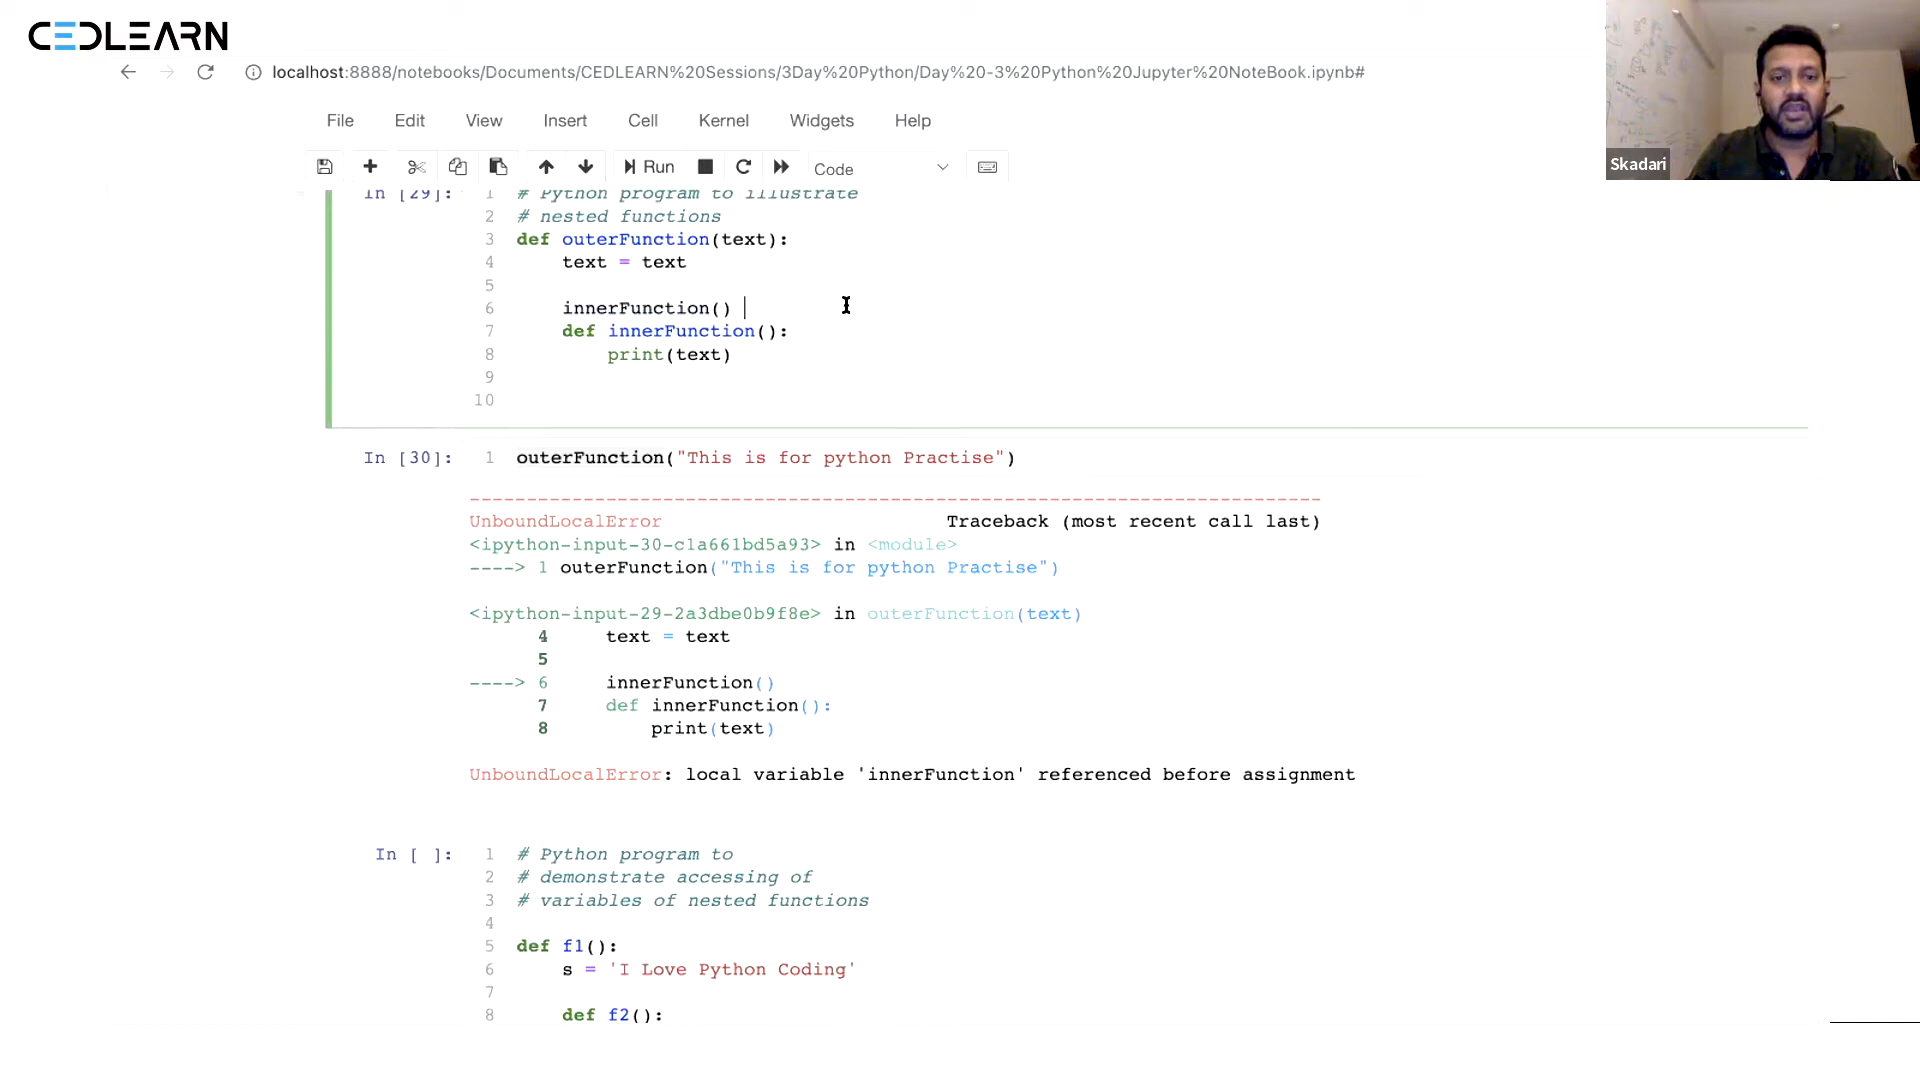 CEDLEARN
localhost:8888/notebooks/Documents/CEDLEARN%20Sessions/3Day%20Python/Day%20-3%20Python%20Jupyter%20NoteBook.ipynb#
Skadari
File Edit View Insert Cell Kernel Widgets Help
Run Code
In [29]: 1 # Python program to illustrate
2 # nested functions
3 def outerFunction(text):
4 text = text
5
6 innerFunction()
7 def innerFunction():
8 print(text)
9
10
In [30]: 1 outerFunction("This is for python Practise")
---------------------------------------------------------------------------
UnboundLocalError Traceback (most recent call last)
<ipython-input-30-c1a661bd5a93> in <module>
----> 1 outerFunction("This is for python Practise")
<ipython-input-29-2a3dbe0b9f8e> in outerFunction(text)
4 text = text
5
----> 6 innerFunction()
7 def innerFunction():
8 print(text)
UnboundLocalError: local variable 'innerFunction' referenced before assignment
In [ ]: 1 # Python program to
2 # demonstrate accessing of
3 # variables of nested functions
4
5 def f1():
6 s = 'I Love Python Coding'
7
8 def f2():